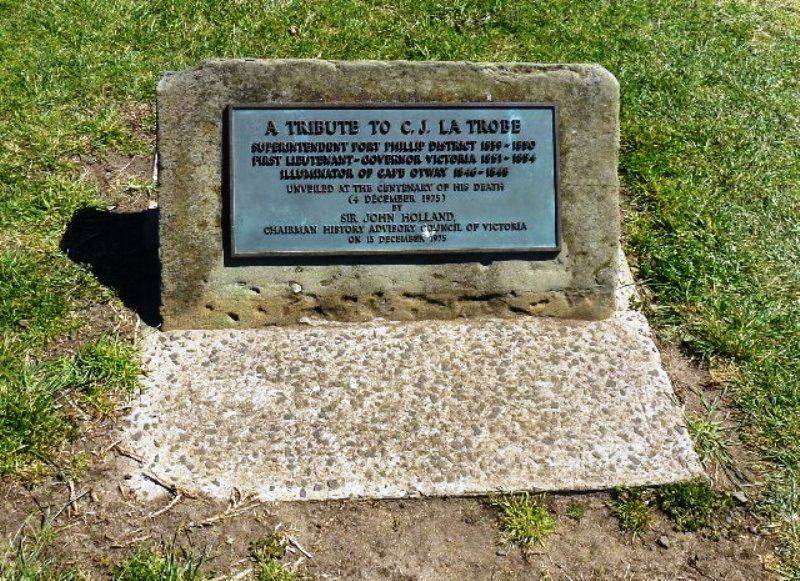 A TRIBUTE TO C.J. LA TROBE
SUPERINTENDENT PORT PHILLIP DISTRICT 1839-1850
FIRST LIEUTENANT-GOVERNOR VICTORIA 1851-1854
ILLUMINATOR OF CAPE OTWAY 1846-1848
UNVEILED AT THE CENTENARY OF HIS DEATH
(4 DECEMBER 1975)
BY
SIR JOHN HOLLAND,
CHAIRMAN HISTORY ADVISORY COUNCIL OF VICTORIA
ON 13 DECEMBER 1975